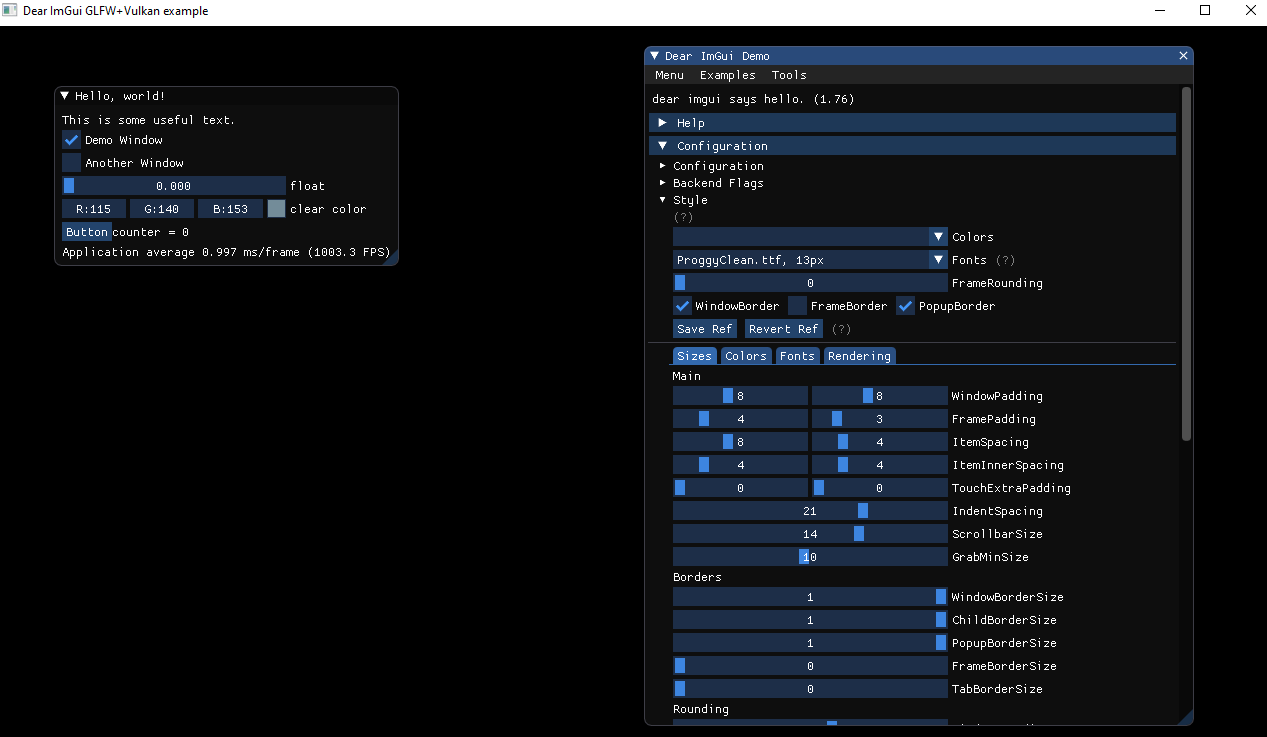 Dear ImGui GLFW+Vulkan example
Hello, world!
This is some useful text.
Demo Window
Another Window
0.000 float
R:115 G:140 B:153 clear color
Button counter = 0
Application average 0.997 ms/frame (1003.3 FPS)
Dear ImGui Demo
Menu Examples Tools
dear imgui says hello. (1.76)
Help
Configuration
Configuration
Backend Flags
Style
(?)
Colors
ProggyClean.ttf, 13px Fonts (?)
0 FrameRounding
WindowBorder FrameBorder PopupBorder
Save Ref Revert Ref (?)
Sizes Colors Fonts Rendering
Main
8 8 WindowPadding
4 3 FramePadding
8 4 ItemSpacing
4 4 ItemInnerSpacing
0 0 TouchExtraPadding
21 IndentSpacing
14 ScrollbarSize
10 GrabMinSize
Borders
1 WindowBorderSize
1 ChildBorderSize
1 PopupBorderSize
0 FrameBorderSize
0 TabBorderSize
Rounding